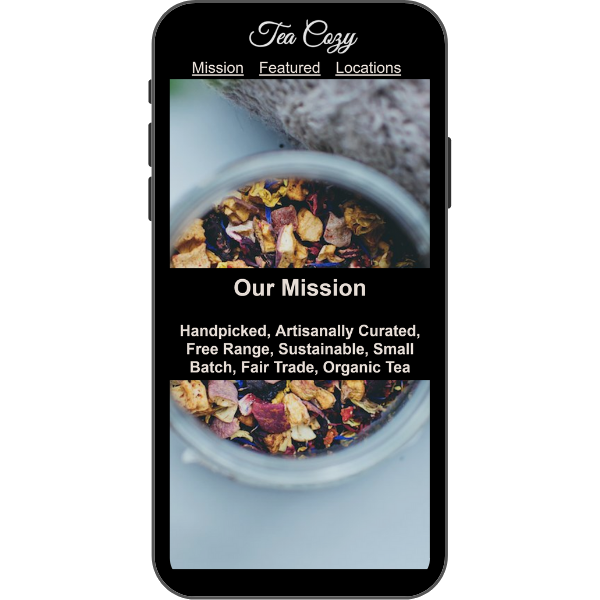 Tea Cozy
Mission Featured Locations
Our Mission
Handpicked, Artisanally Curated,
Free Range, Sustainable, Small
Batch, Fair Trade, Organic Tea